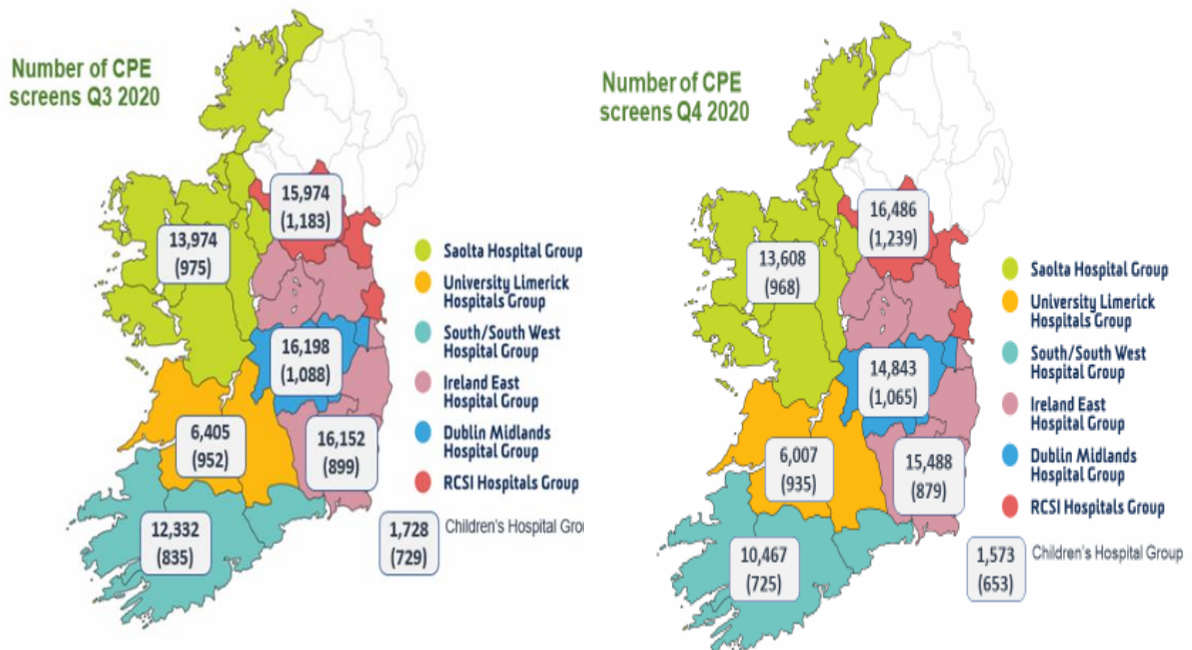 Number of CPE
screens Q3 2020
15,974
(1,183)
13,974
(975)
16,198
(1,088)
6,405
(952)
16,152
(899)
12,332
(835)
1,728
(729)
Saolta Hospital Group
University Limerick
Hospitals Group
South/South West
Hospital Group
Ireland East
Hospital Group
Dublin Midlands
Hospital Group
RCSI Hospitals Group
Children's Hospital Grou
Number of CPE
screens Q4 2020
16,486
(1,239)
13,608
(968)
14,843
(1,065)
6,007
(935)
15,488
(879)
10,467
(725)
1,573
(653)
Saolta Hospital Group
University Limerick
Hospitals Group
South/South West
Hospital Group
Ireland East
Hospital Group
Dublin Midlands
Hospital Group
RCSI Hospitals Group
Children's Hospital Group